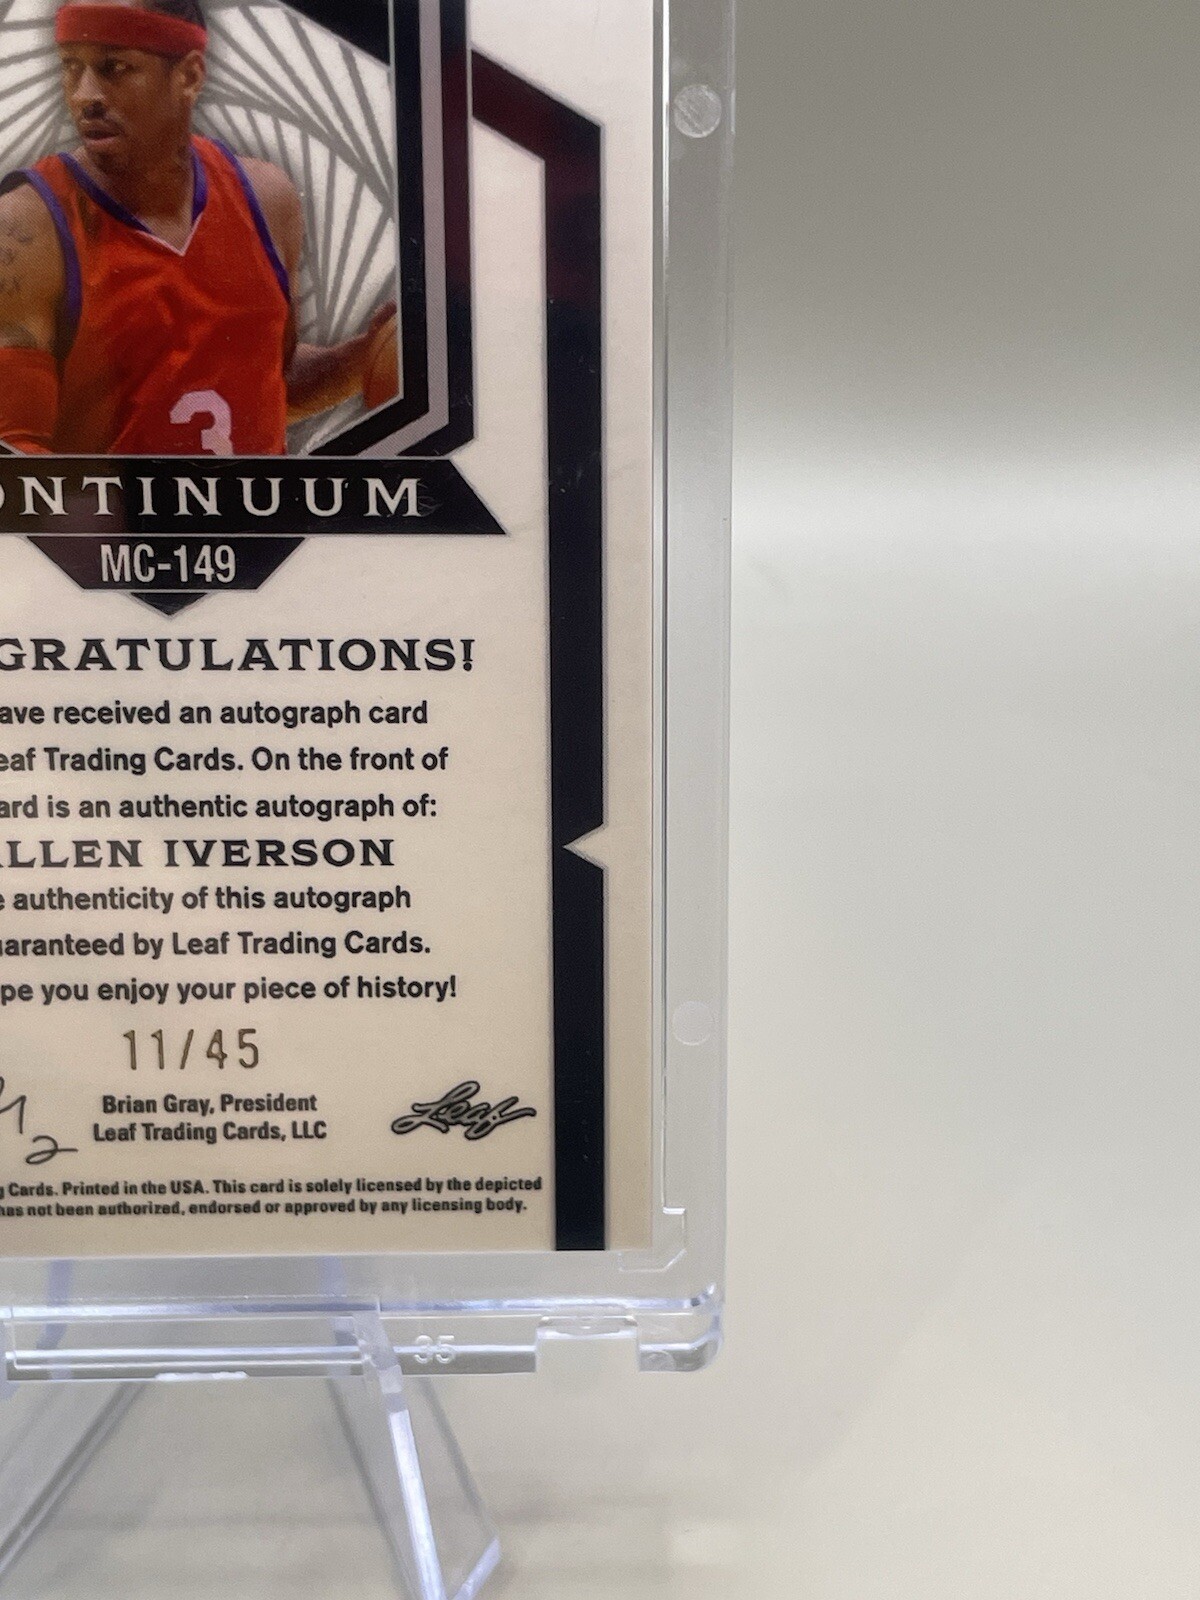 3
ONTINUUM
MC-149
GRATULATIONS!
ave received an autograph card
eaf Trading Cards. On the front of
ard is an authentic autograph of:
LLEN IVERSON
e authenticity of this autograph
uaranteed by Leaf Trading Cards.
pe you enjoy your piece of history!
11/45
Brian Gray, President
Leaf Trading Cards, LLC
Leaf
g Cards. Printed in the USA. This card is solely licensed by the depicted
has not been authorized, endorsed or approved by any licensing body.
35